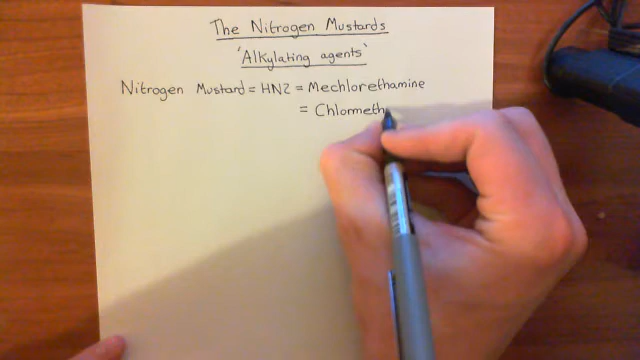 The Nitrogen Mustards
'Alkylating agents'
Nitrogen Mustard = HN2 = Mechlorethamine
= Chlormeth